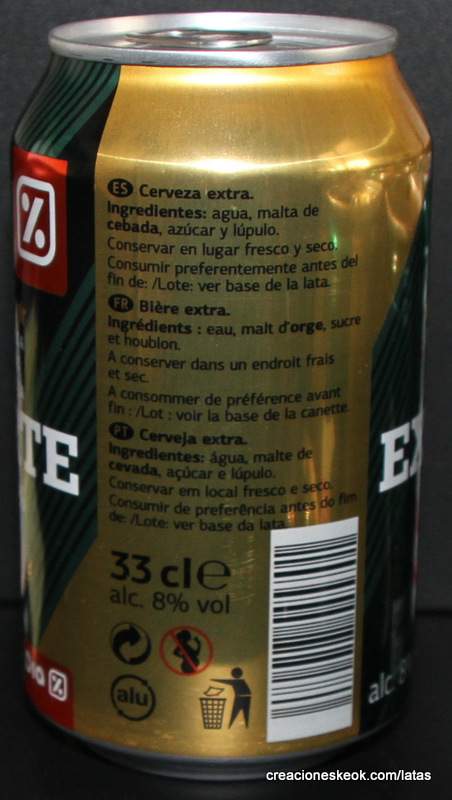 ES Cerveza extra.
Ingredientes: agua, malta de
cebada, azúcar y lúpulo.
Conservar en lugar fresco y seco.
Consumir preferentemente antes del
fin de: /Lote: ver base de la lata.
FR Bière extra.
Ingrédients : eau, malt d'orge, sucre
et houblon.
A conserver dans un endroit frais
et sec.
A consommer de préférence avant
fin : /Lot : voir la base de la canette.
PT Cerveja extra.
Ingredientes: água, malte de
cevada, açúcar e lúpulo.
Conservar em local fresco e seco.
Consumir de preferência antes do fim
de: /Lote: ver base da lata.
33 cl e
alc. 8% vol
alu
TE
EX
alc. 8
creacioneskeok.com/latas